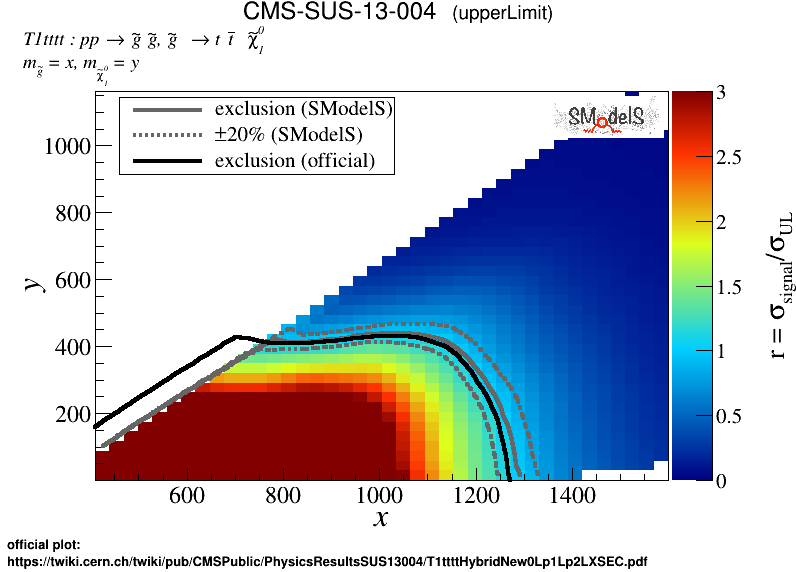 CMS-SUS-13-004 (upperLimit)
T1tttt : pp → g̃ g̃, g̃ → t t̄ χ̃₁⁰
m_g̃ = x, m_χ̃₁⁰ = y
exclusion (SModelS)
±20% (SModelS)
exclusion (official)
SModelS
1000
800
600
400
200
y
600
800
1000
1200
1400
x
3
2.5
2
1.5
1
0.5
0
r = σ_signal/σ_UL
official plot:
https://twiki.cern.ch/twiki/pub/CMSPublic/PhysicsResultsSUS13004/T1ttttHybridNew0Lp1Lp2LXSEC.pdf